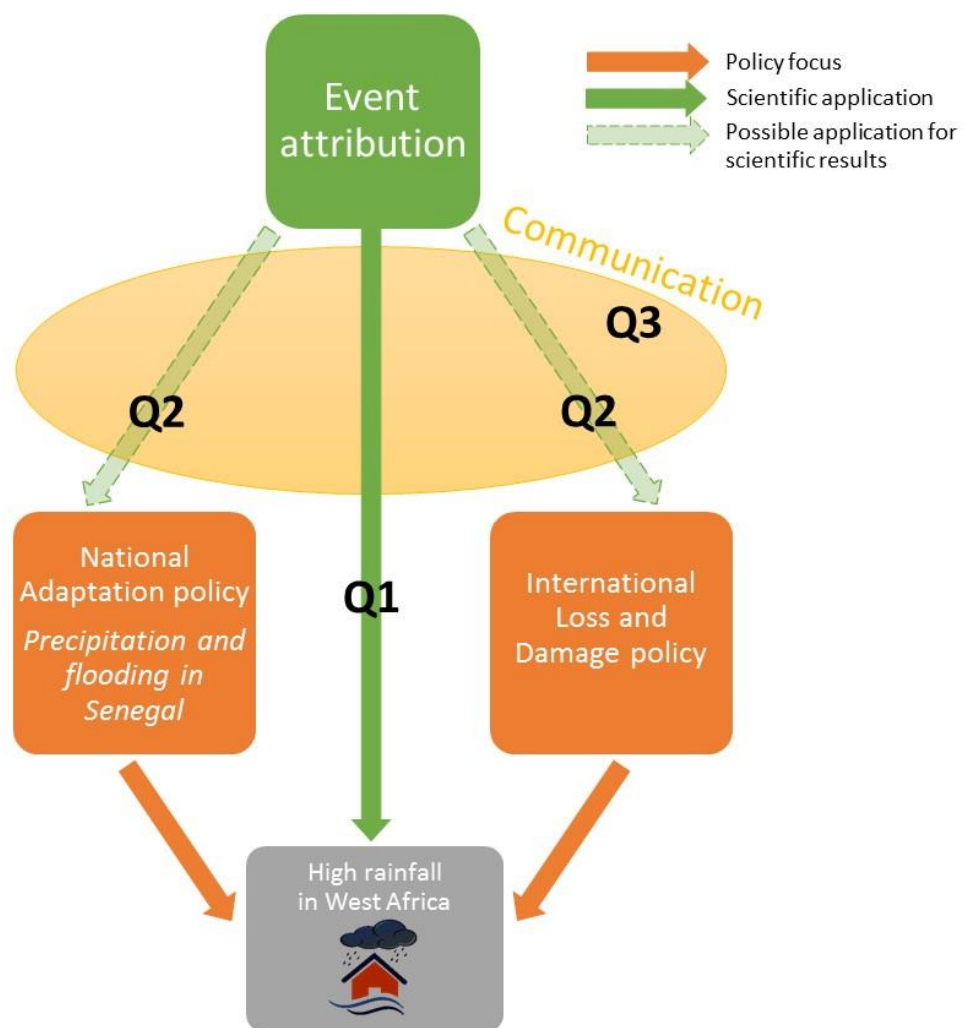 Event
attribution
Policy focus
Scientific application
Possible application for
scientific results
Communication
Q3
Q2
Q2
National
Adaptation policy
Precipitation and
flooding in
Senegal
Q1
International
Loss and
Damage policy
High rainfall
in West Africa